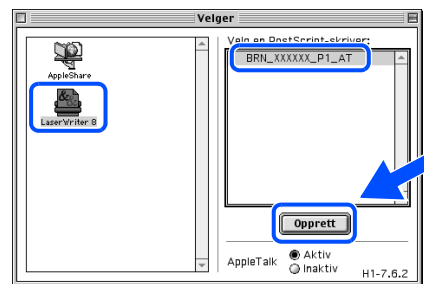 Velger
AppleShare
LaserWriter 8
Velg en PostScript-skriver:
BRN_XXXXXX_P1_AT
Opprett
AppleTalk
Aktiv
Inaktiv
H1-7.6.2